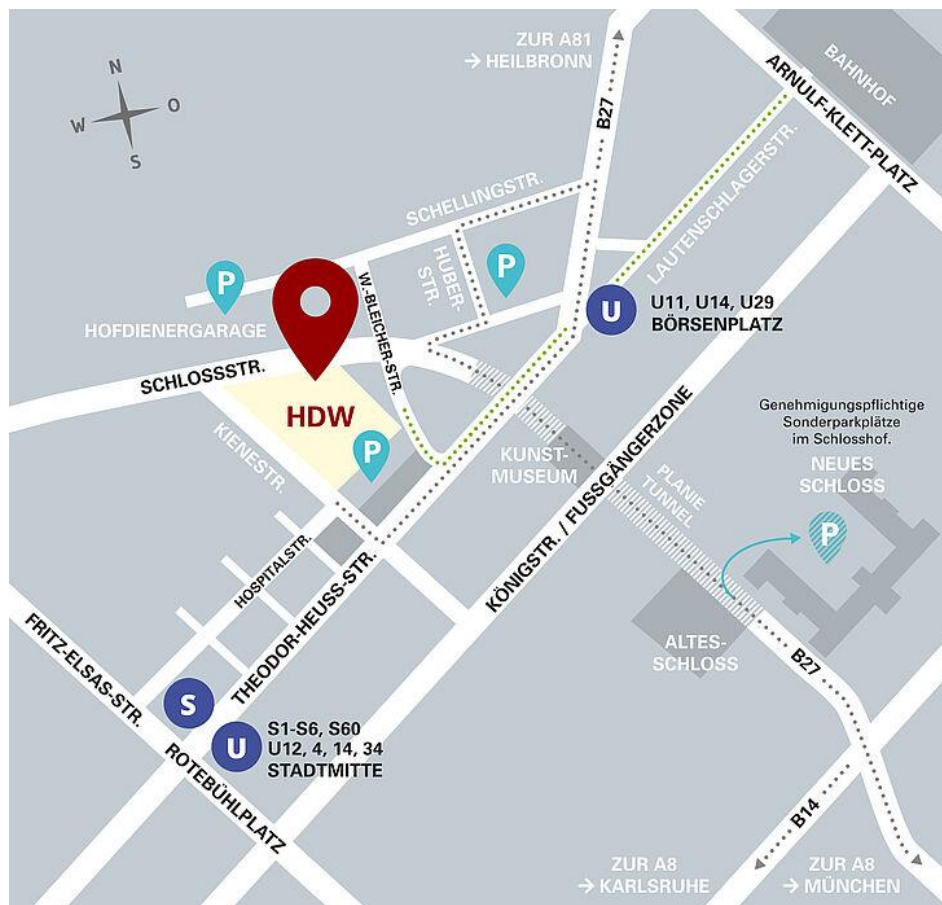 ZUR A81
→ HEILBRONN
BAHNHOF
ARNULF-KLETT-PLATZ
N
W
O
S
B27
LAUTENSCHLAGERSTR.
SCHELLINGSTR.
HUBER-
STR.
P
P
HOFDIENERGARAGE
W.-BLEICHER-STR.
U
U11, U14, U29
BÖRSENPLATZ
SCHLOSSSTR.
HDW
P
KIENESTR.
KUNST-
MUSEUM
KÖNIGSTR. / FUSSGÄNGERZONE
PLANIE
TUNNEL
Genehmigungspflichtige
Sonderparkplätze
im Schlosshof.
NEUES
SCHLOSS
P
HOSPITALSTR.
THEODOR-HEUSS-STR.
ALTES-
SCHLOSS
B27
FRITZ-ELSAS-STR.
S
U
S1-S6, S60
U12, 4, 14, 34
STADTMITTE
ROTEBÜHLPLATZ
B14
ZUR A8
→ KARLSRUHE
ZUR A8
→ MÜNCHEN